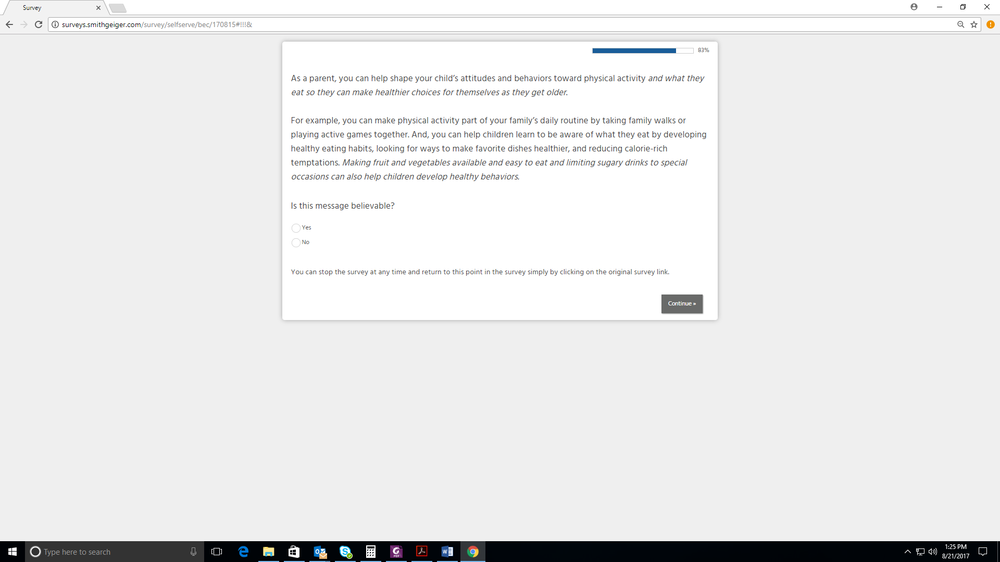 Survey
surveys.smithgeiger.com/survey/selfserve/bec/170815#!!!&
83%
As a parent, you can help shape your child’s attitudes and behaviors toward physical activity and what they
eat so they can make healthier choices for themselves as they get older.
For example, you can make physical activity part of your family’s daily routine by taking family walks or
playing active games together. And, you can help children learn to be aware of what they eat by developing
healthy eating habits, looking for ways to make favorite dishes healthier, and reducing calorie-rich
temptations. Making fruit and vegetables available and easy to eat and limiting sugary drinks to special
occasions can also help children develop healthy behaviors.
Is this message believable?
Yes
No
You can stop the survey at any time and return to this point in the survey simply by clicking on the original survey link.
Continue »
Type here to search
1:25 PM
8/21/2017